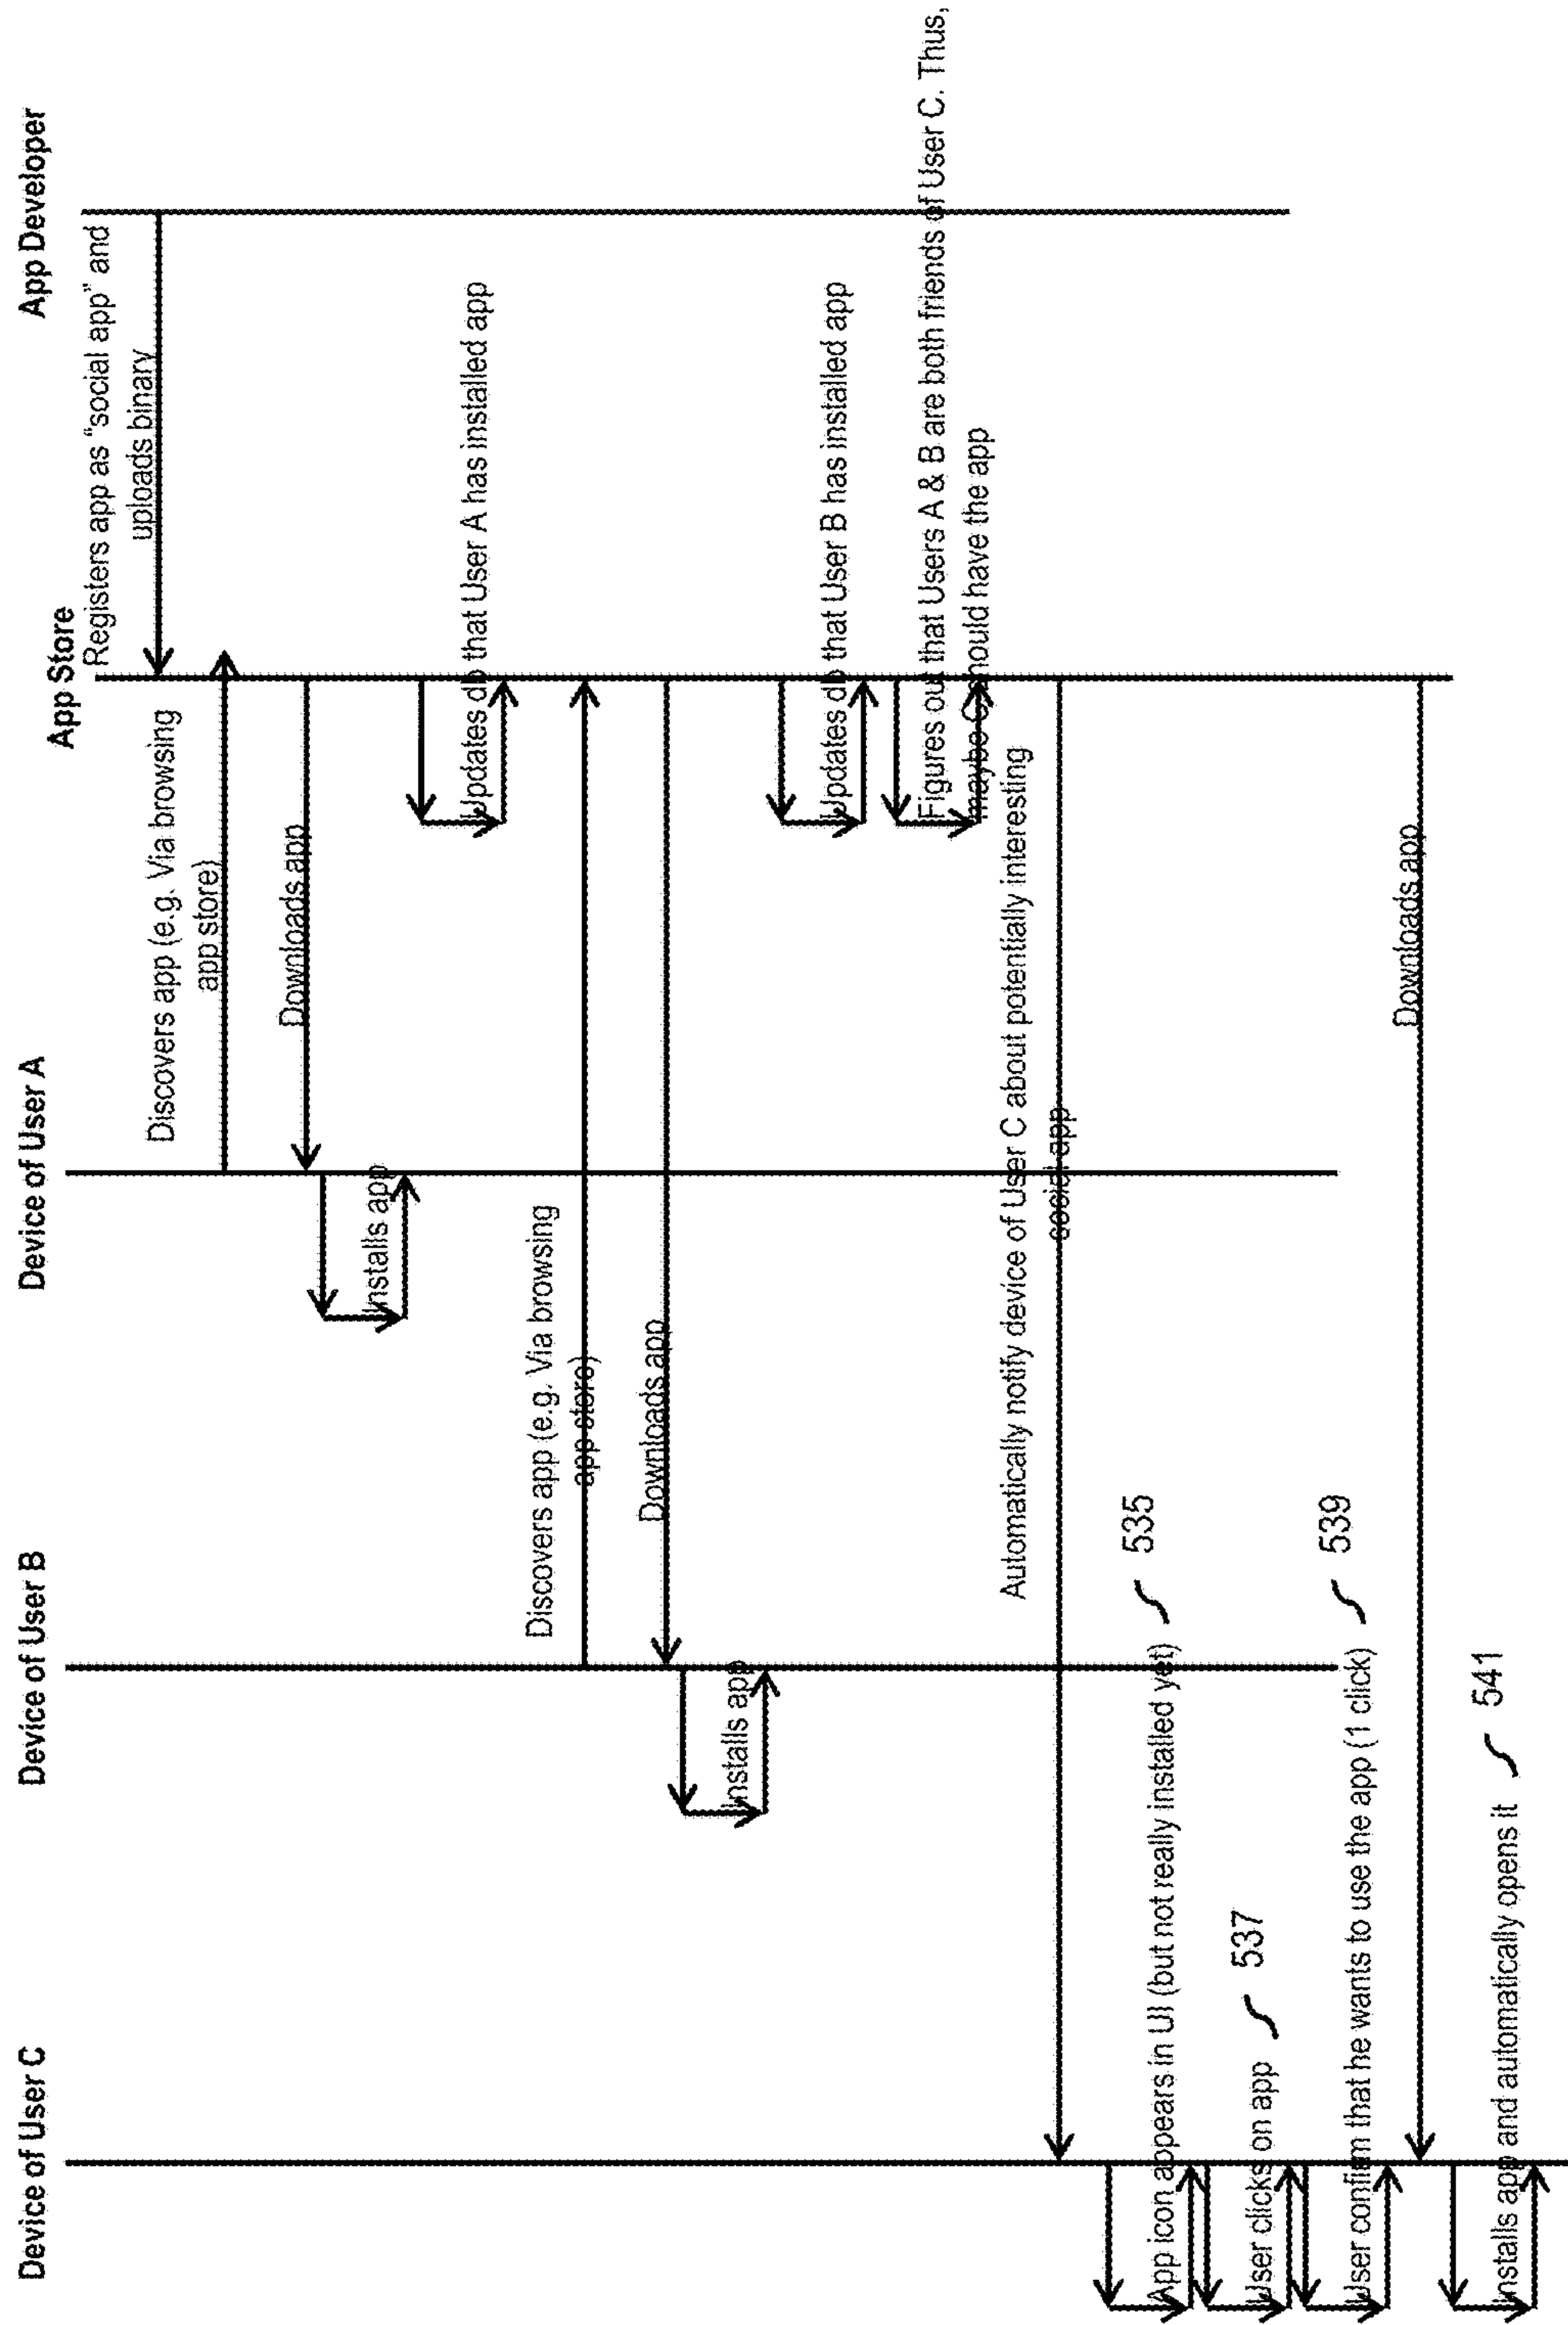 Device of User C
Device of User B
Device of User A
App Store
App Developer
Registers app as “social app” and
uploads binary
Discovers app (e.g. Via browsing
app store)
Downloads app
Installs app
Updates db that User A has installed app
Discovers app (e.g. Via browsing
app store)
Downloads app
Installs app
Updates db that User B has installed app
Figures out that Users A & B are both friends of User C. Thus,
maybe C should have the app
Automatically notify device of User C about potentially interesting
social app
App icon appears in UI (but not really installed yet)
535
User clicks on app
537
User confirm that he wants to use the app (1 click)
539
Downloads app
Installs app and automatically opens it
541